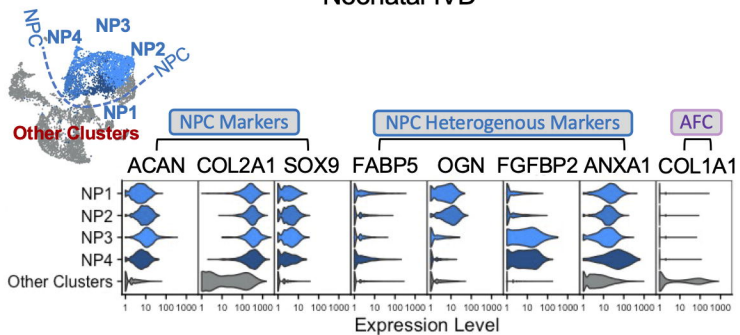 Neonatal IVD
NP3
NPC
NP4
NP2
NPC
NP1
Other Clusters
NPC Markers
NPC Heterogenous Markers
AFC
ACAN COL2A1 SOX9 FABP5 OGN FGFBP2 ANXA1 COL1A1
NP1
NP2
NP3
NP4
Other Clusters
1 10 100 1000 1 10 100 1000 1 10 100 1000 1 10 100 1000 1 10 100 1000 1 10 100 1000 1 10 100 1000 1 10 100 1000
Expression Level